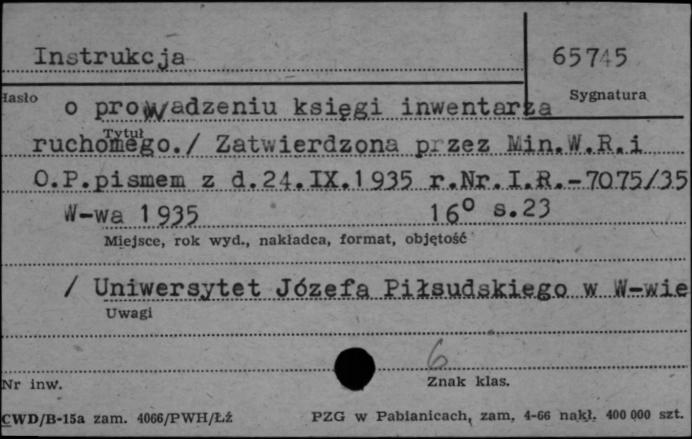 Instrukcja 65745
Hasło Sygnatura
o prowadzeniu księgi inwentarza
Tytuł
ruchomego./ Zatwierdzona przez Min.W.R.i
O.P.pismem z d.24.IX.1935 r.Nr.I.R.-7075/35
W-wa 1935 16° s.23
Miejsce, rok wyd., nakładca, format, objętość
/ Uniwersytet Józefa Piłsudskiego w W-wie
Uwagi
6
Nr inw. Znak klas.
CWD/B-15a zam. 4066/PWH/Łź PZG w Pabianicach, zam. 4-66 nakł. 400 000 szt.